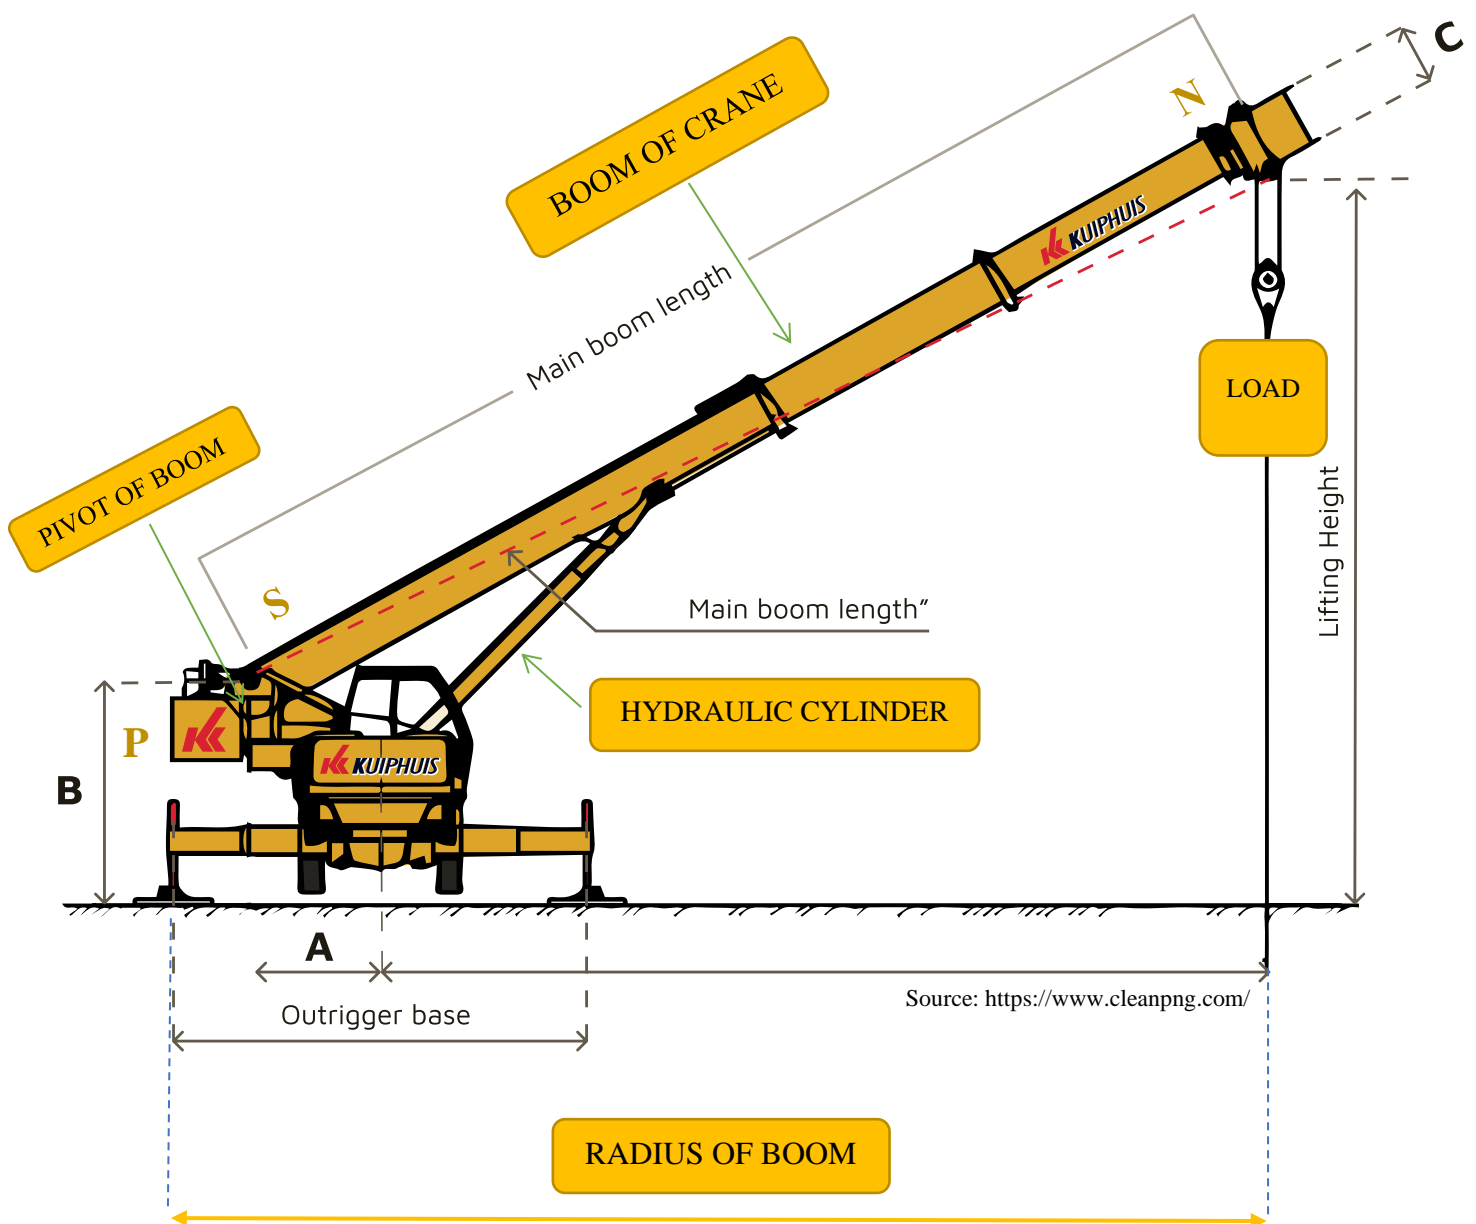 C
N
BOOM OF CRANE
KUIPHUIS
Main boom length
LOAD
PIVOT OF BOOM
S
Main boom length”
Lifting Height
HYDRAULIC CYLINDER
P
B
KUIPHUIS
A
Source: https://www.cleanpng.com/
Outrigger base
RADIUS OF BOOM